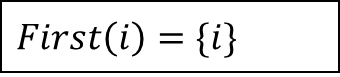 First(i) = {i}